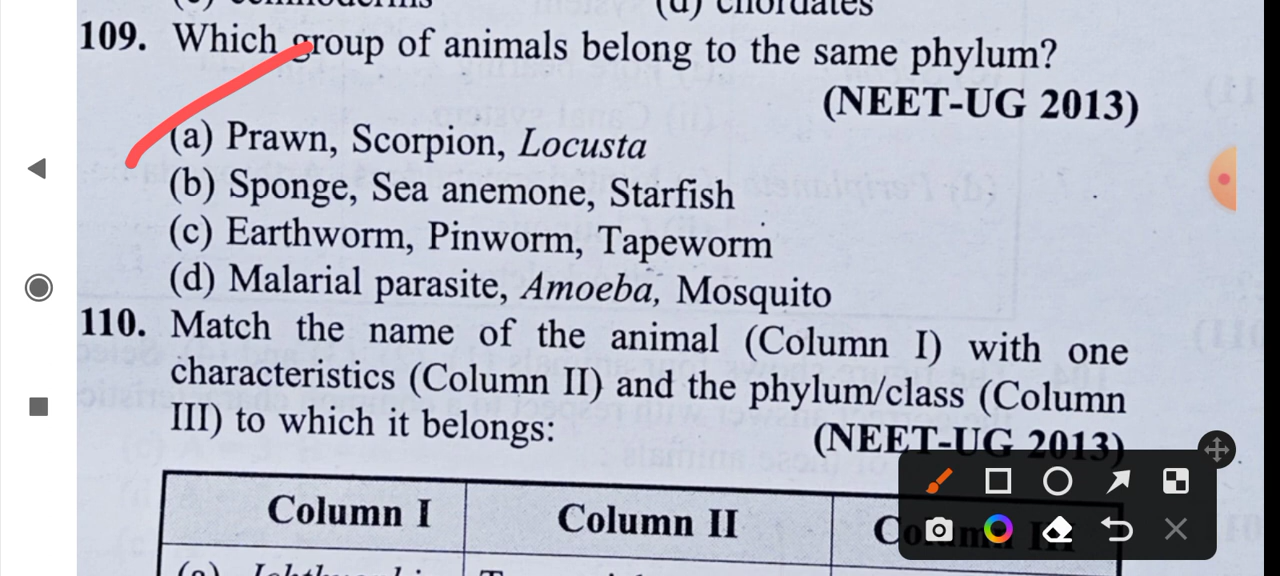 (d) chordates
109. Which group of animals belong to the same phylum?
(NEET-UG 2013)
(a) Prawn, Scorpion, Locusta
(b) Sponge, Sea anemone, Starfish
(c) Earthworm, Pinworm, Tapeworm
(d) Malarial parasite, Amoeba, Mosquito
110. Match the name of the animal (Column I) with one
characteristics (Column II) and the phylum/class (Column
III) to which it belongs:
(NEET-UG 2013)
Column I
Column II